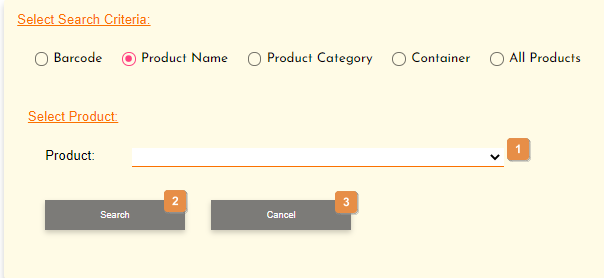 Select Search Criteria:
Barcode Product Name Product Category Container All Products
Select Product:
Product: 1
Search 2 Cancel 3